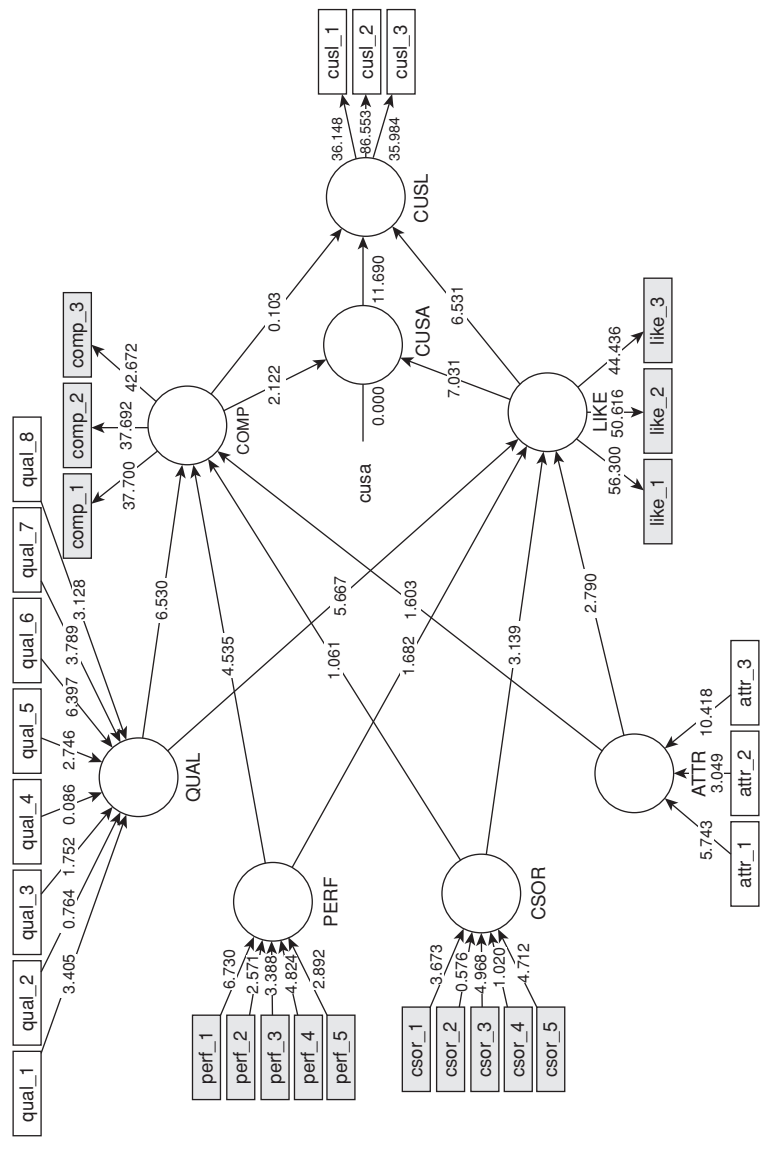 qual_1
qual_2
qual_3
qual_4
qual_5
qual_6
qual_7
qual_8
3.405
0.764
1.752
0.086
2.746
6.397
3.789
3.128
QUAL
comp_1
comp_2
comp_3
37.700
37.692
42.672
COMP
cusl_1
cusl_2
cusl_3
36.148
86.553
35.984
CUSL
6.530
4.535
1.061
1.603
5.667
1.682
3.139
2.790
0.103
2.122
11.690
6.531
7.031
CUSA
0.000
cusa
perf_1
perf_2
perf_3
perf_4
perf_5
6.730
2.571
3.388
4.824
2.892
PERF
csor_1
csor_2
csor_3
csor_4
csor_5
3.673
0.576
4.968
1.020
4.712
CSOR
LIKE
56.300
50.616
44.436
like_1
like_2
like_3
ATTR
5.743
3.049
10.418
attr_1
attr_2
attr_3